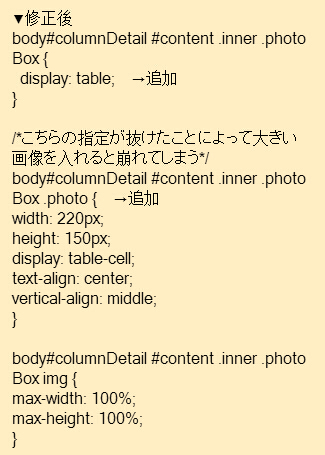 ▼修正後
body#columnDetail #content .inner .photo
Box {
  display: table;    →追加
}

/*こちらの指定が抜けたことによって大きい
画像を入れると崩れてしまう*/
body#columnDetail #content .inner .photo
Box .photo {    →追加
width: 220px;
height: 150px;
display: table-cell;
text-align: center;
vertical-align: middle;
}

body#columnDetail #content .inner .photo
Box img {
max-width: 100%;
max-height: 100%;
}